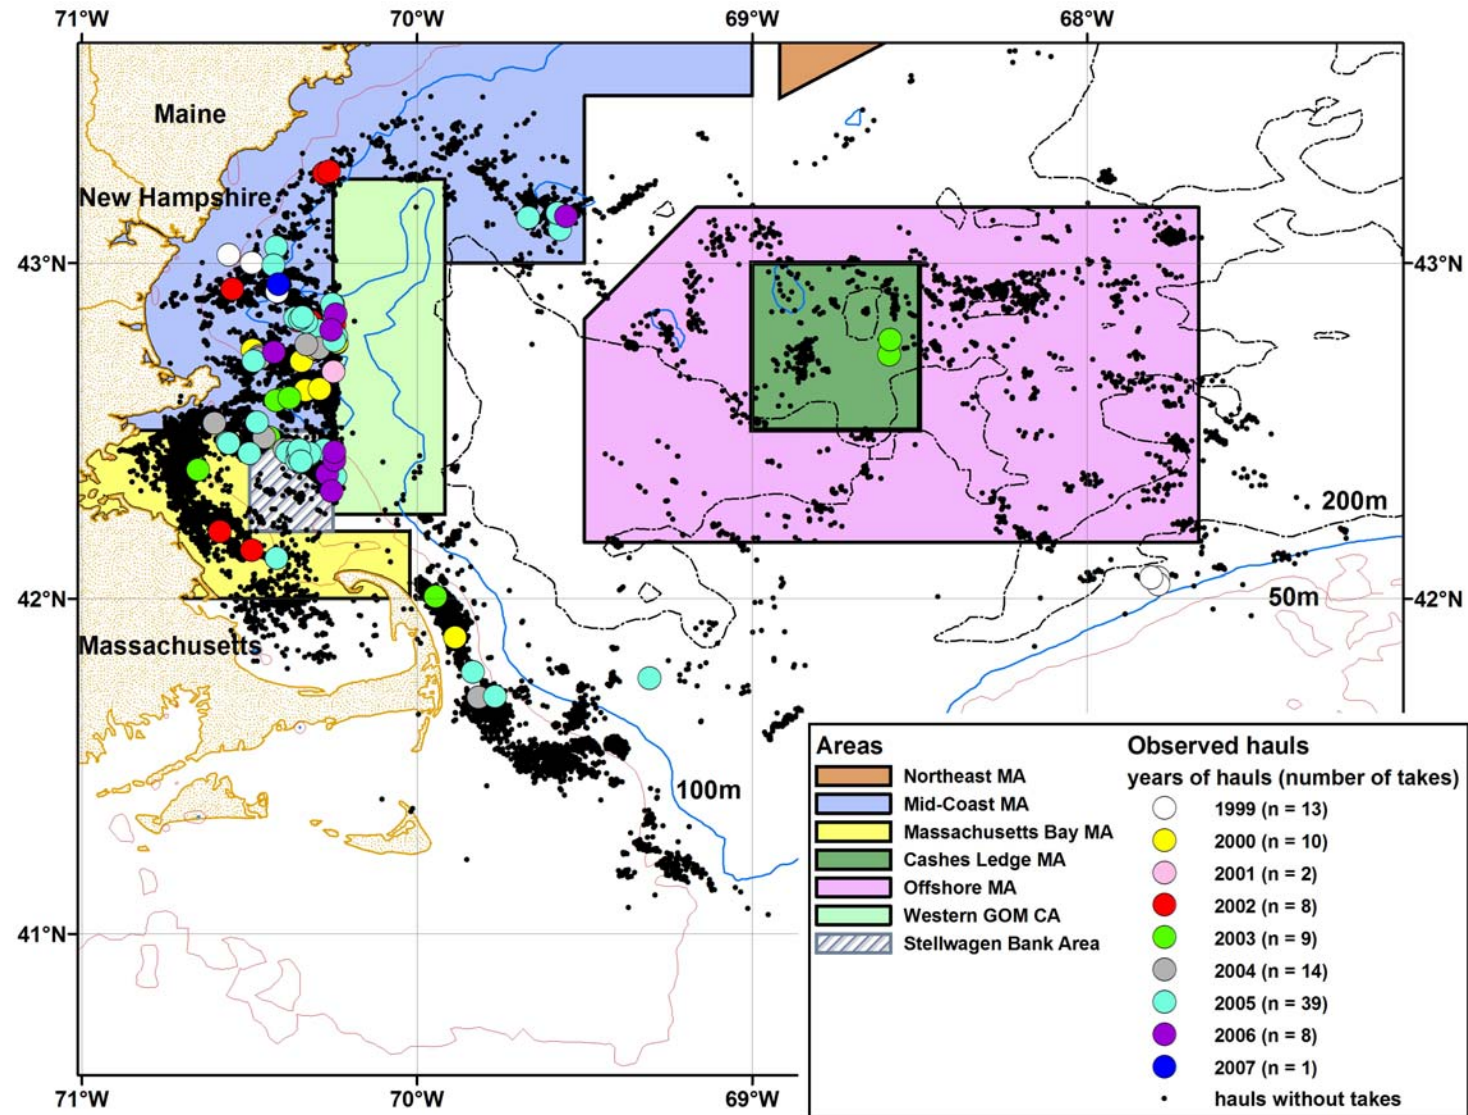 71°W 70°W 69°W 68°W
Maine
New Hampshire
43°N 43°N
200m
42°N 50m 42°N
Massachusetts
100m
41°N
71°W 70°W 69°W
Areas
Northeast MA
Mid-Coast MA
Massachusetts Bay MA
Cashes Ledge MA
Offshore MA
Western GOM CA
Stellwagen Bank Area
Observed hauls
years of hauls (number of takes)
1999 (n = 13)
2000 (n = 10)
2001 (n = 2)
2002 (n = 8)
2003 (n = 9)
2004 (n = 14)
2005 (n = 39)
2006 (n = 8)
2007 (n = 1)
hauls without takes